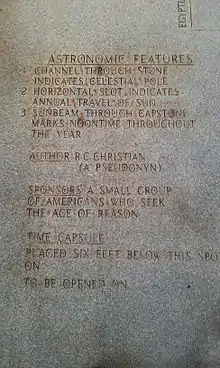 EGYPTI
ASTRONOMIC FEATURES
1. CHANNEL THROUGH STONE
INDICATES CELESTIAL POLE
2. HORIZONTAL SLOT INDICATES
ANNUAL TRAVEL OF SUN
3. SUNBEAM THROUGH CAPSTONE
MARKS NOONTIME THROUGHOUT
THE YEAR
AUTHOR: R.C. CHRISTIAN
(A PSEUDONYN)
SPONSORS: A SMALL GROUP
OF AMERICANS WHO SEEK
THE AGE OF REASON
TIME CAPSULE
PLACED SIX FEET BELOW THIS SPO
ON
TO BE OPENED ON